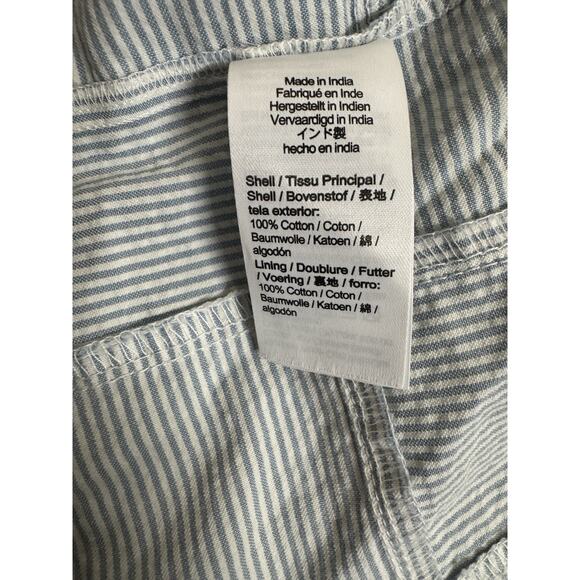 Made in India
Fabriqué en Inde
Hergestellt in Indien
Vervaardigd in India
インド製
hecho en india
Shell / Tissu Principal /
Shell / Bovenstof / 表地 /
tela exterior:
100% Cotton / Coton /
Baumwolle / Katoen / 綿 /
algodón
Lining / Doublure / Futter
/ Voering / 裏地 / forro:
100% Cotton / Coton /
Baumwolle / Katoen / 綿 /
algodón